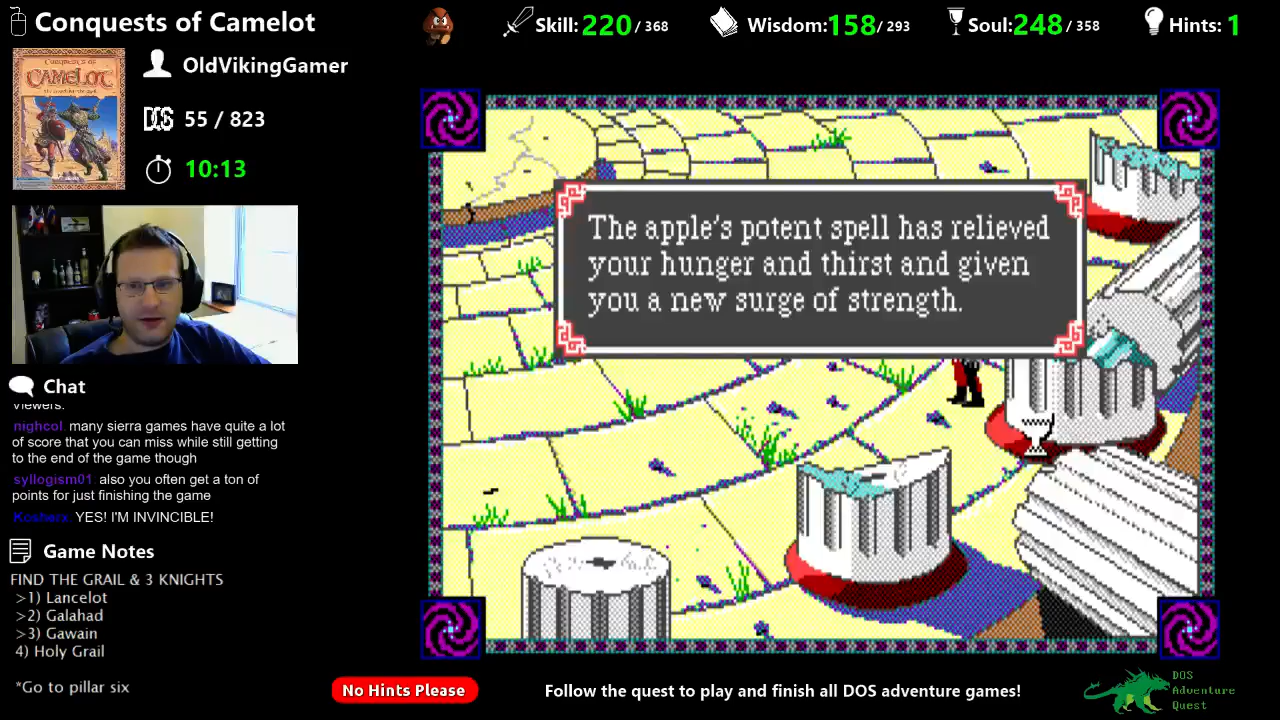 Conquests of Camelot
Skill: 220 / 368
Wisdom: 158 / 293
Soul: 248 / 358
Hints: 1
CONQUESTS OF
CAMELOT
OldVikingGamer
DOS 55 / 823
10:13
The apple's potent spell has relieved
your hunger and thirst and given
you a new surge of strength.
Chat
viewers.
nighcol: many sierra games have quite a lot
of score that you can miss while still getting
to the end of the game though
syllogism01: also you often get a ton of
points for just finishing the game
YES! I'M INVINCIBLE!
Game Notes
FIND THE GRAIL & 3 KNIGHTS
>1) Lancelot
>2) Galahad
>3) Gawain
4) Holy Grail
*Go to pillar six
No Hints Please
Follow the quest to play and finish all DOS adventure games!
DOS
Adventure
Quest